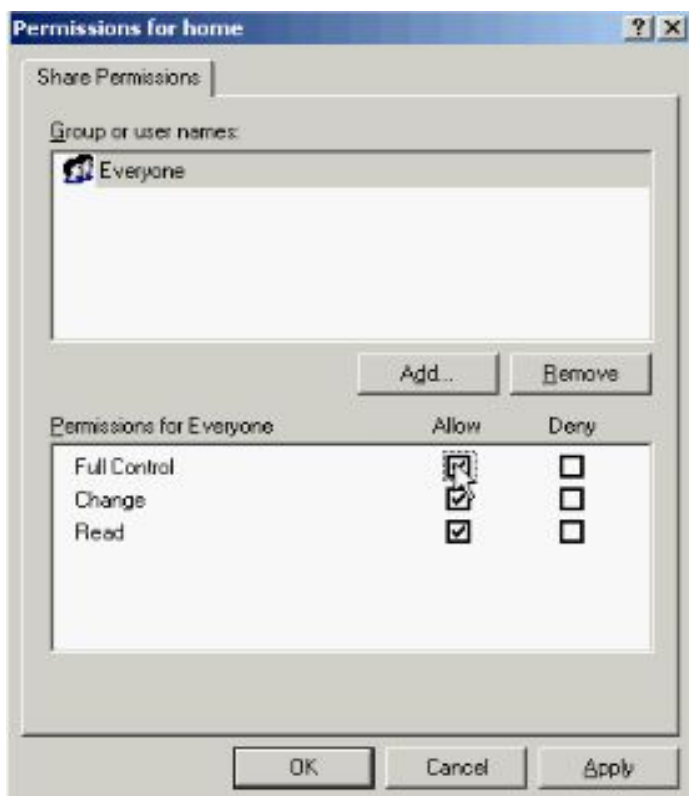 Permissions for home
Share Permissions
Group or user names:
Everyone
Add...
Remove
Permissions for Everyone Allow Deny
Full Control
Change
Read
OK Cancel Apply